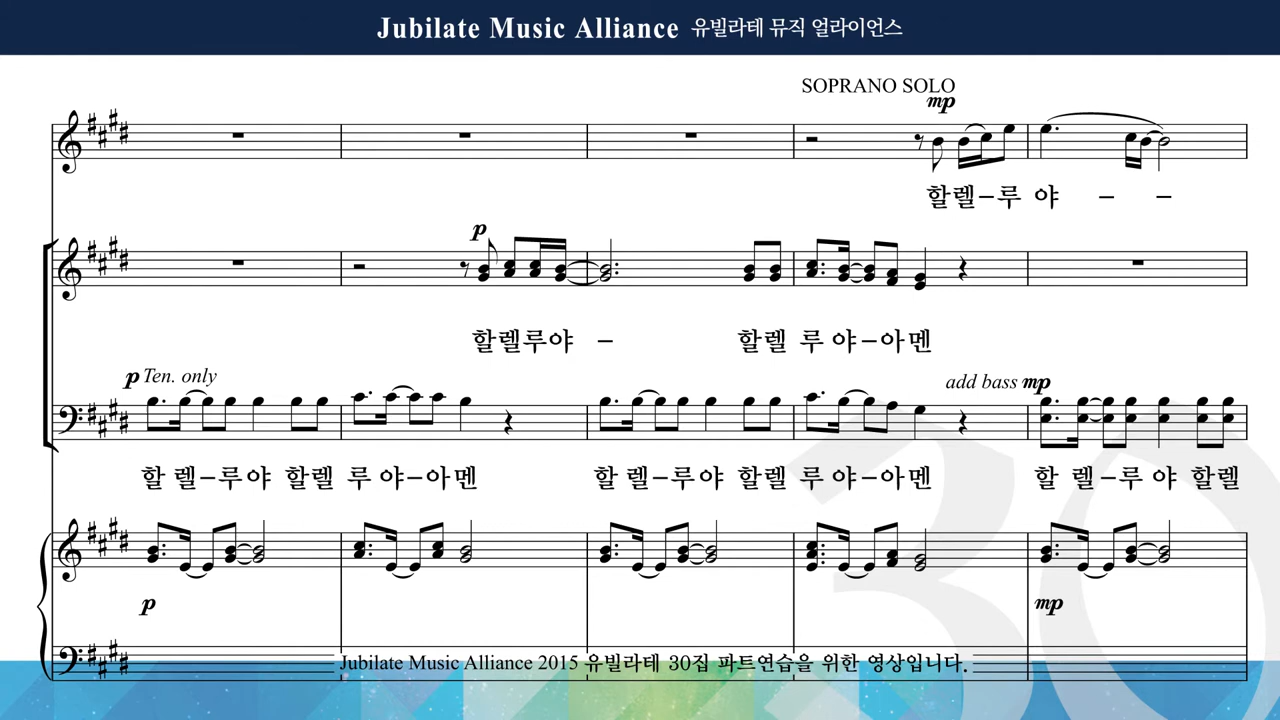 Jubilate Music Alliance 유빌라테 뮤직 얼라이언스
SOPRANO SOLO
mp
할렐-루 야 - -
p
할렐루야 - 할렐 루 야-아멘
p Ten. only add bass mp
할 렐-루야 할렐 루 야-아멘 할 렐-루야 할렐 루 야-아멘 할 렐-루 야 할렐
p mp
Jubilate Music Alliance 2015 유빌라테 30집 파트연습을 위한 영상입니다.
30